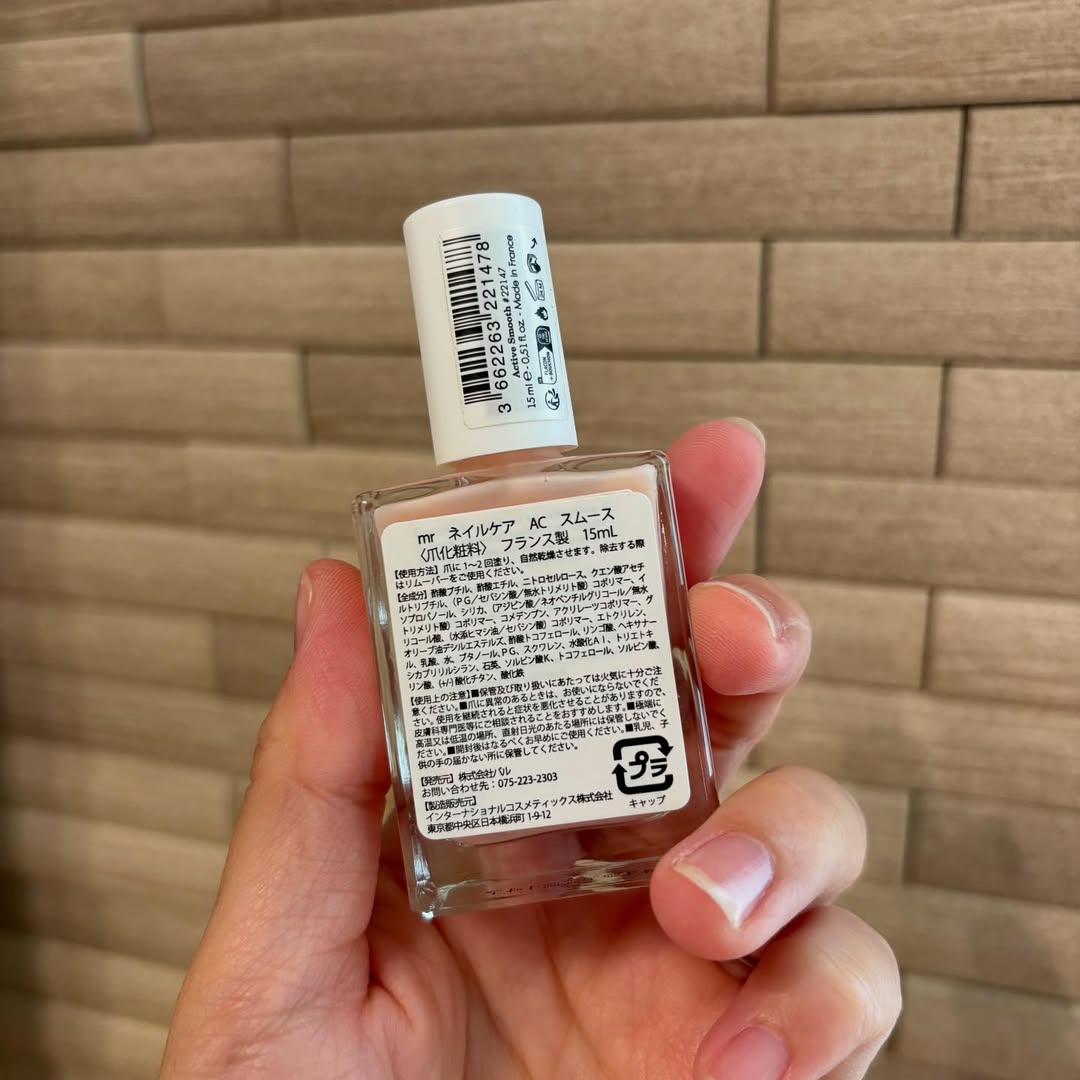 3 662263 221478
Active Smooth #22147
15 ml ℮ - 0,51 fl. oz - Made in France
mr ネイルケア AC スムース
〈爪化粧料〉 フランス製 15mL
【使用方法】爪に1〜2回塗り、自然乾燥させます。除去する際
はリムーバーをご使用ください。
【全成分】酢酸ブチル、酢酸エチル、ニトロセルロース、クエン酸アセチ
ルトリブチル、(PG/セバシン酸/無水トリメリト酸)コポリマー、イ
ソプロパノール、シリカ、(アジピン酸/ネオペンチルグリコール/無水
トリメリト酸)コポリマー、コメデンプン、アクリレーツコポリマー、グ
リコール酸、(水添ヒマシ油/セバシン酸)コポリマー、エトクリレン、
オリーブ油デシルエステルズ、酢酸トコフェロール、リンゴ酸、ヘキサナー
ル、乳酸、水、ブタノール、PG、スクワレン、水酸化Al、トリエトキ
シカプリリルシラン、石英、ソルビン酸K、トコフェロール、ソルビン酸、
リン酸、(+/-)酸化チタン、酸化鉄
【使用上の注意】■保管及び取り扱いにあたっては火気に十分ご注
意ください。■爪に異常のあるときは、お使いにならないでくだ
さい。使用を継続されると症状を悪化させることがありますので、
皮膚科専門医等にご相談されることをおすすめします。■極端に
高温又は低温の場所、直射日光のあたる場所には保管しないでく
ださい。■開封後はなるべくお早めにご使用ください。■乳児、子
供の手の届かない所に保管してください。
【発売元】株式会社パル
お問い合わせ先：075-223-2303
【製造販売元】
インターナショナルコスメティックス株式会社
東京都中央区日本橋浜町1-9-12
プラ
キャップ